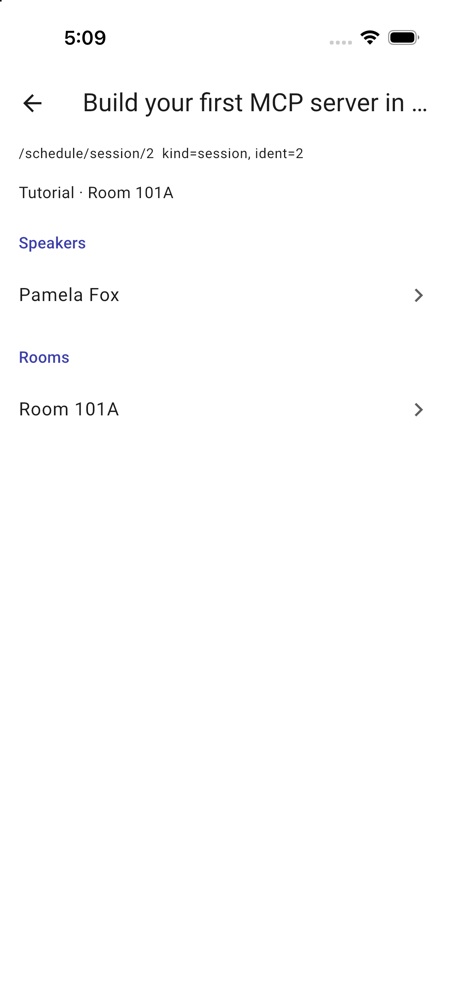 5:09
Build your first MCP server in ...
/schedule/session/2 kind=session, ident=2
Tutorial · Room 101A
Speakers
Pamela Fox
Rooms
Room 101A